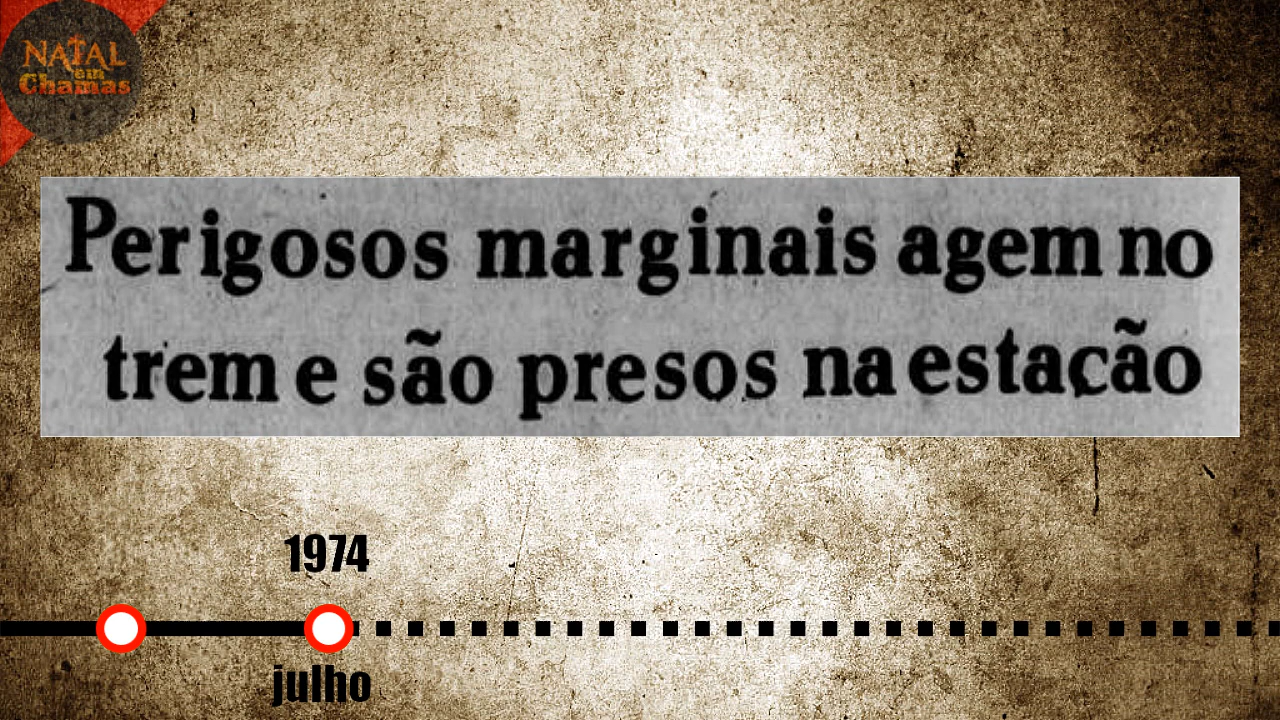 NATAL
em
Chamas
Perigosos marginais agem no
trem e são presos na estação
1974
julho